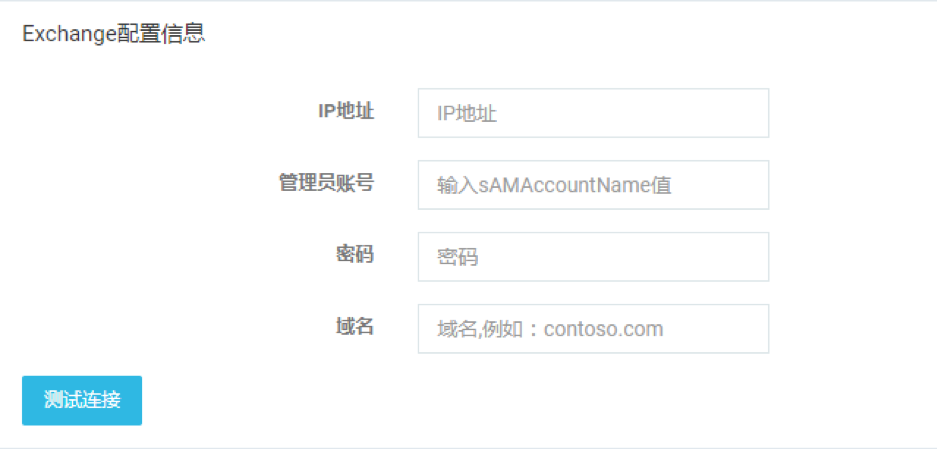 Exchange配置信息
IP地址
IP地址
管理员账号
输入sAMAccountName值
密码
密码
域名
域名,例如：contoso.com
测试连接